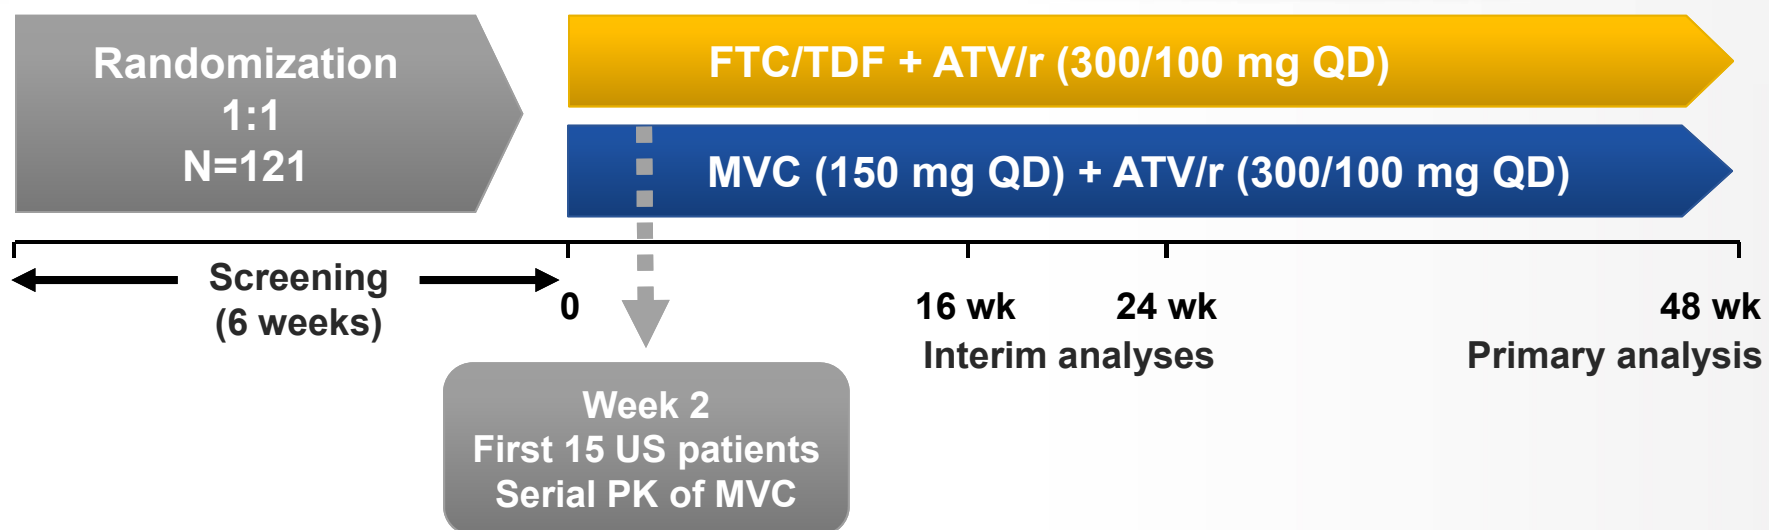 Randomization
1:1
N=121
FTC/TDF + ATV/r (300/100 mg QD)
MVC (150 mg QD) + ATV/r (300/100 mg QD)
Screening
(6 weeks)
0
16 wk
24 wk
48 wk
Interim analyses
Primary analysis
Week 2
First 15 US patients
Serial PK of MVC